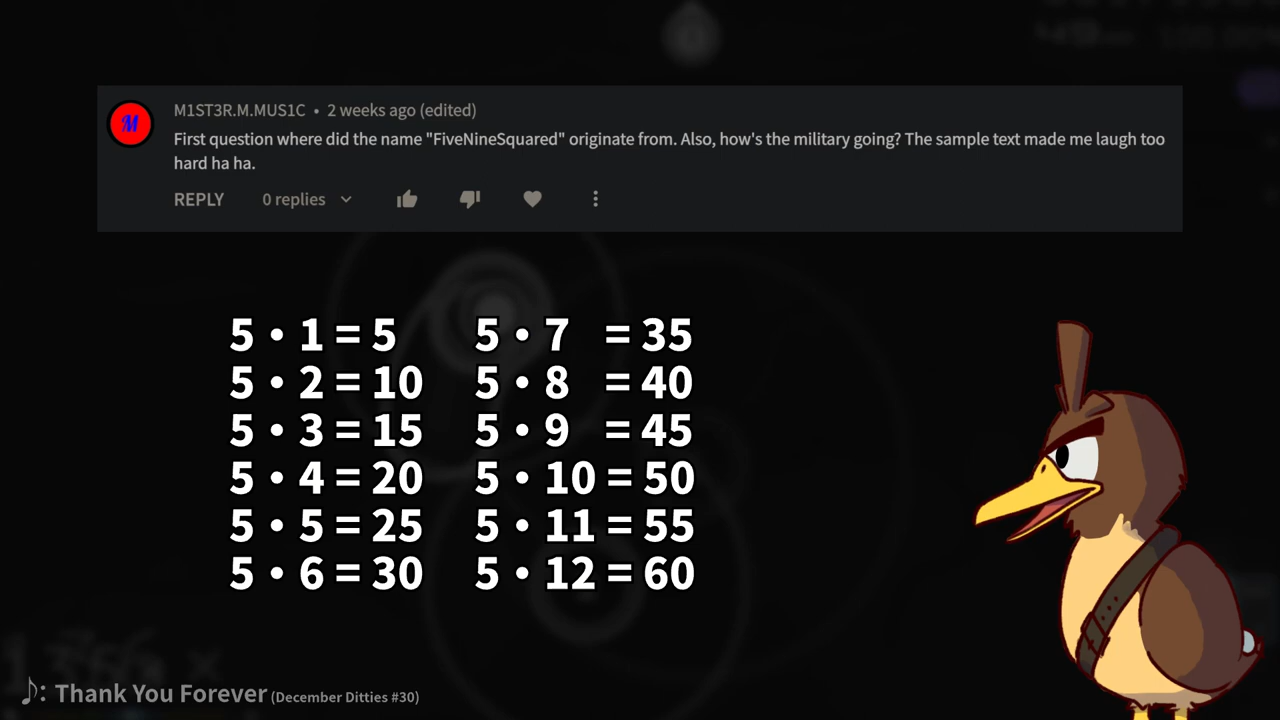 M1ST3R.M.MUS1C • 2 weeks ago (edited)
First question where did the name "FiveNineSquared" originate from. Also, how's the military going? The sample text made me laugh too
hard ha ha.
REPLY 0 replies
5 • 1 = 5 5 • 7 = 35
5 • 2 = 10 5 • 8 = 40
5 • 3 = 15 5 • 9 = 45
5 • 4 = 20 5 • 10 = 50
5 • 5 = 25 5 • 11 = 55
5 • 6 = 30 5 • 12 = 60
♪: Thank You Forever (December Ditties #30)